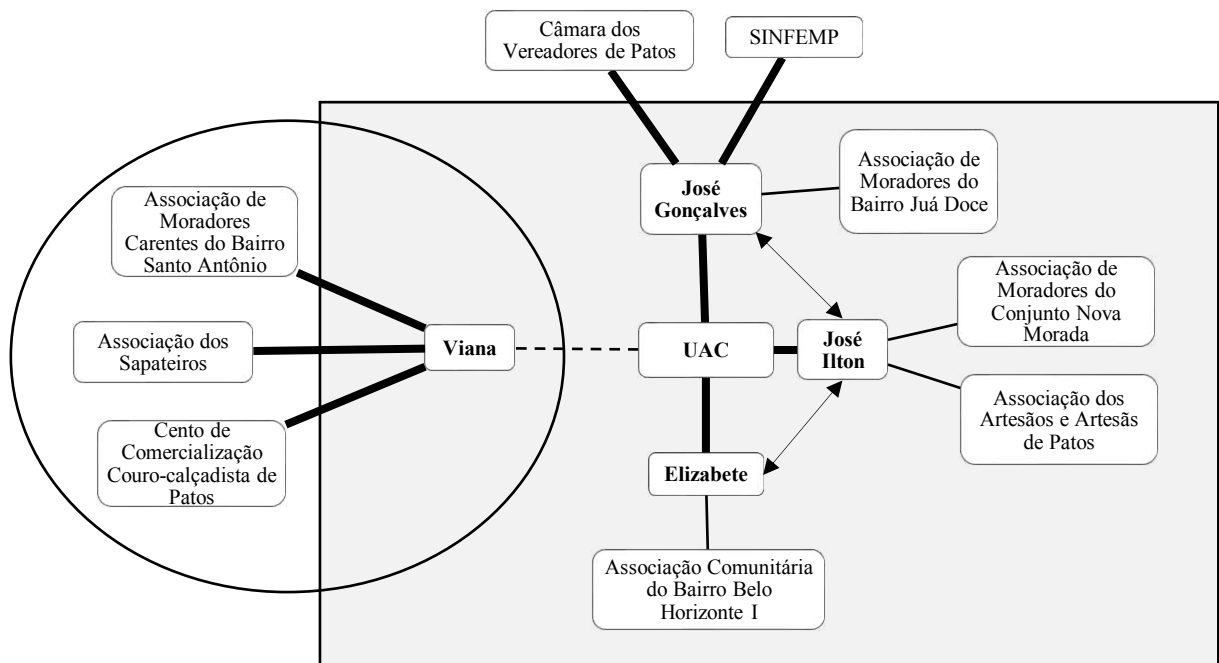 Câmara dos
Vereadores de Patos
SINFEMP
José
Gonçalves
Associação de
Moradores do
Bairro Juá Doce
Associação de
Moradores
Carentes do Bairro
Santo Antônio
Associação de
Moradores do
Conjunto Nova
Morada
Associação dos
Sapateiros
Viana
UAC
José
Ilton
Associação dos
Artesãos e Artesãs
de Patos
Cento de
Comercialização
Couro-calçadista de
Patos
Elizabete
Associação Comunitária
do Bairro Belo
Horizonte I